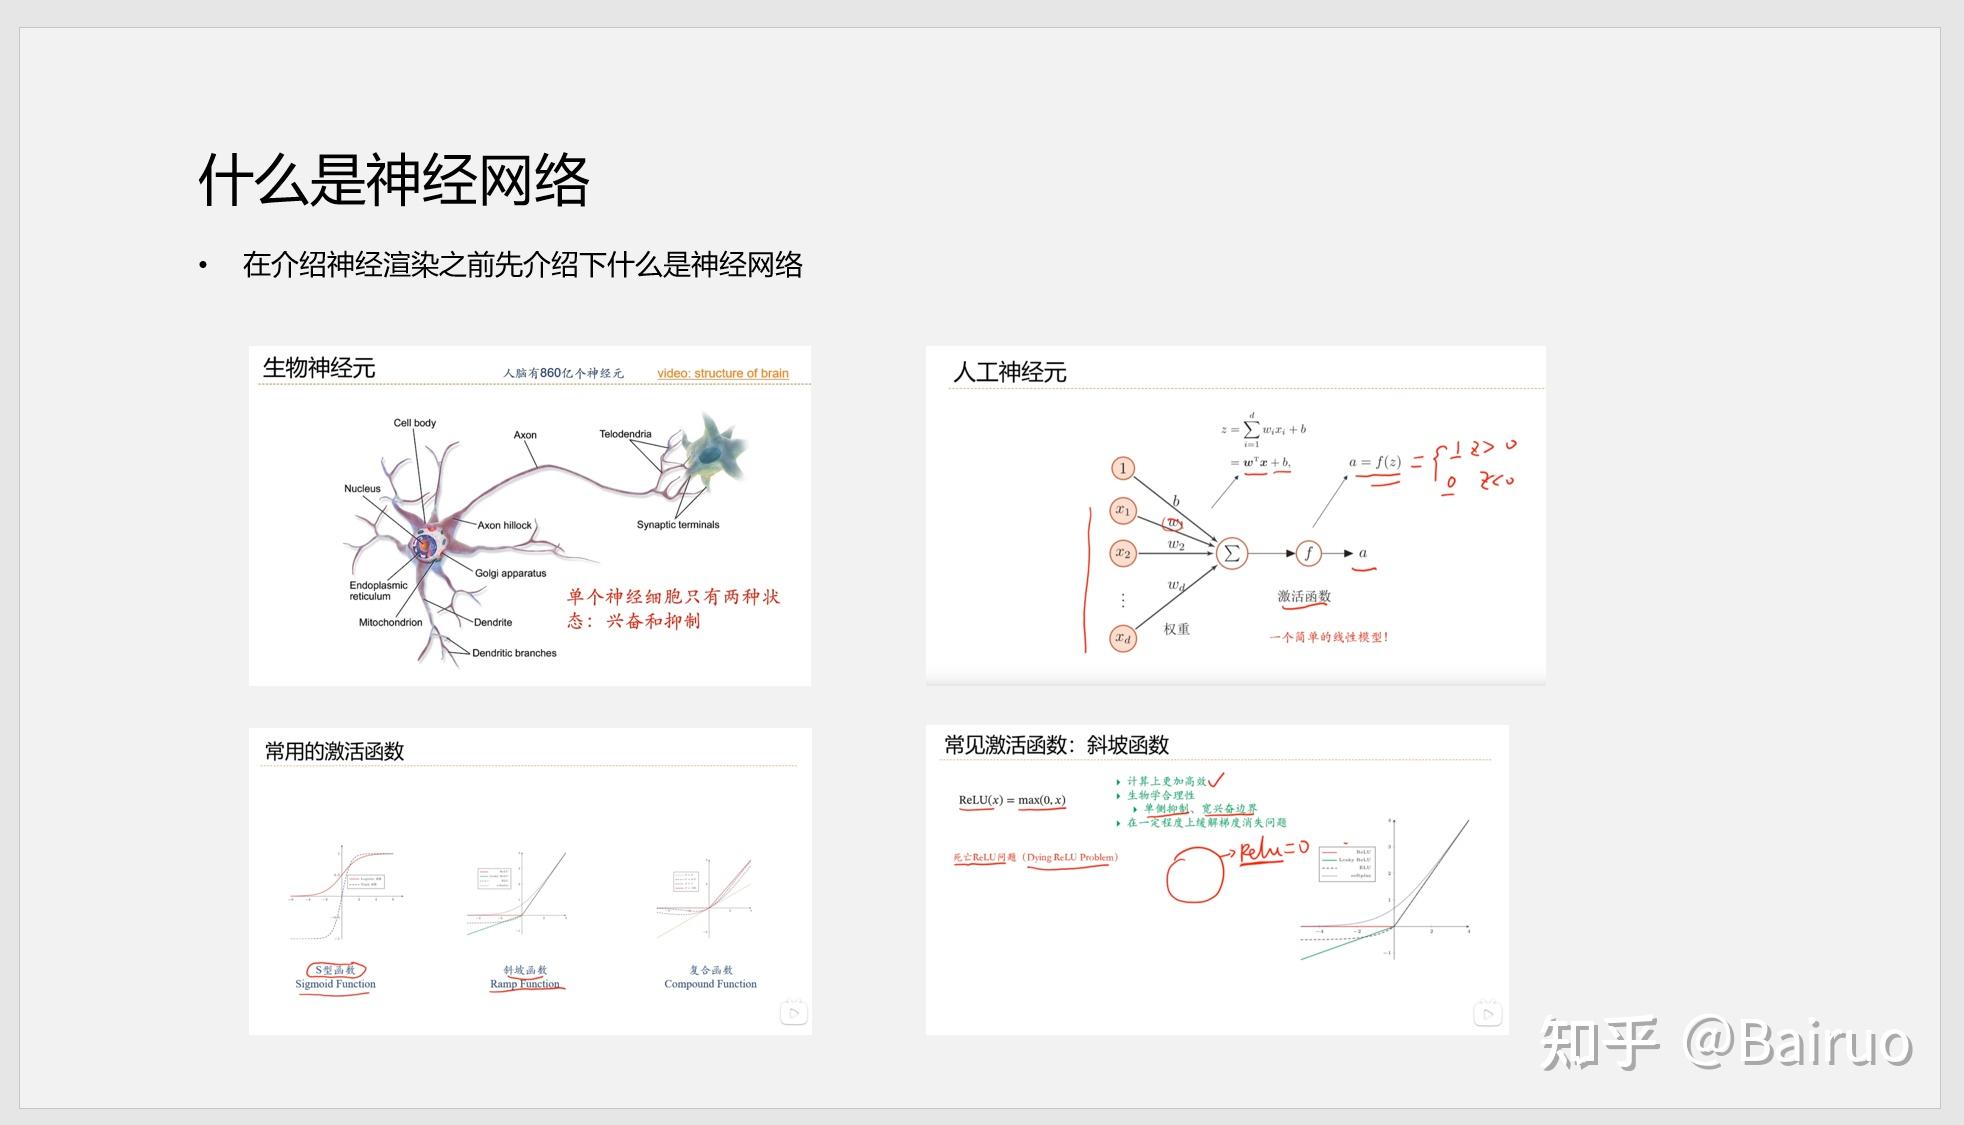 什么是神经网络
• 在介绍神经渲染之前先介绍下什么是神经网络
生物神经元
人脑有860亿个神经元
video: structure of brain
Cell body
Axon
Telodendria
Nucleus
Axon hillock
Synaptic terminals
Golgi apparatus
Endoplasmic
reticulum
Mitochondrion
Dendrite
Dendritic branches
单个神经细胞只有两种状
态：兴奋和抑制
人工神经元
z = ∑ w_i x_i + b
i=1
d
= w^T x + b,
a = f(z) = { 1 z > 0
0 z < 0
1
x_1
x_2
⋮
x_d
b
w_1
w_2
w_d
∑
f
a
权重
激活函数
一个简单的线性模型！
常用的激活函数
S型函数
Sigmoid Function
斜坡函数
Ramp Function
复合函数
Compound Function
常见激活函数：斜坡函数
ReLU(x) = max(0, x)
计算上更加高效
生物学合理性
单侧抑制、宽兴奋边界
在一定程度上缓解梯度消失问题
死亡ReLU问题（Dying ReLU Problem）
Relu=0
ReLU
Leaky ReLU
ELU
softplus
知乎 @Bairuo